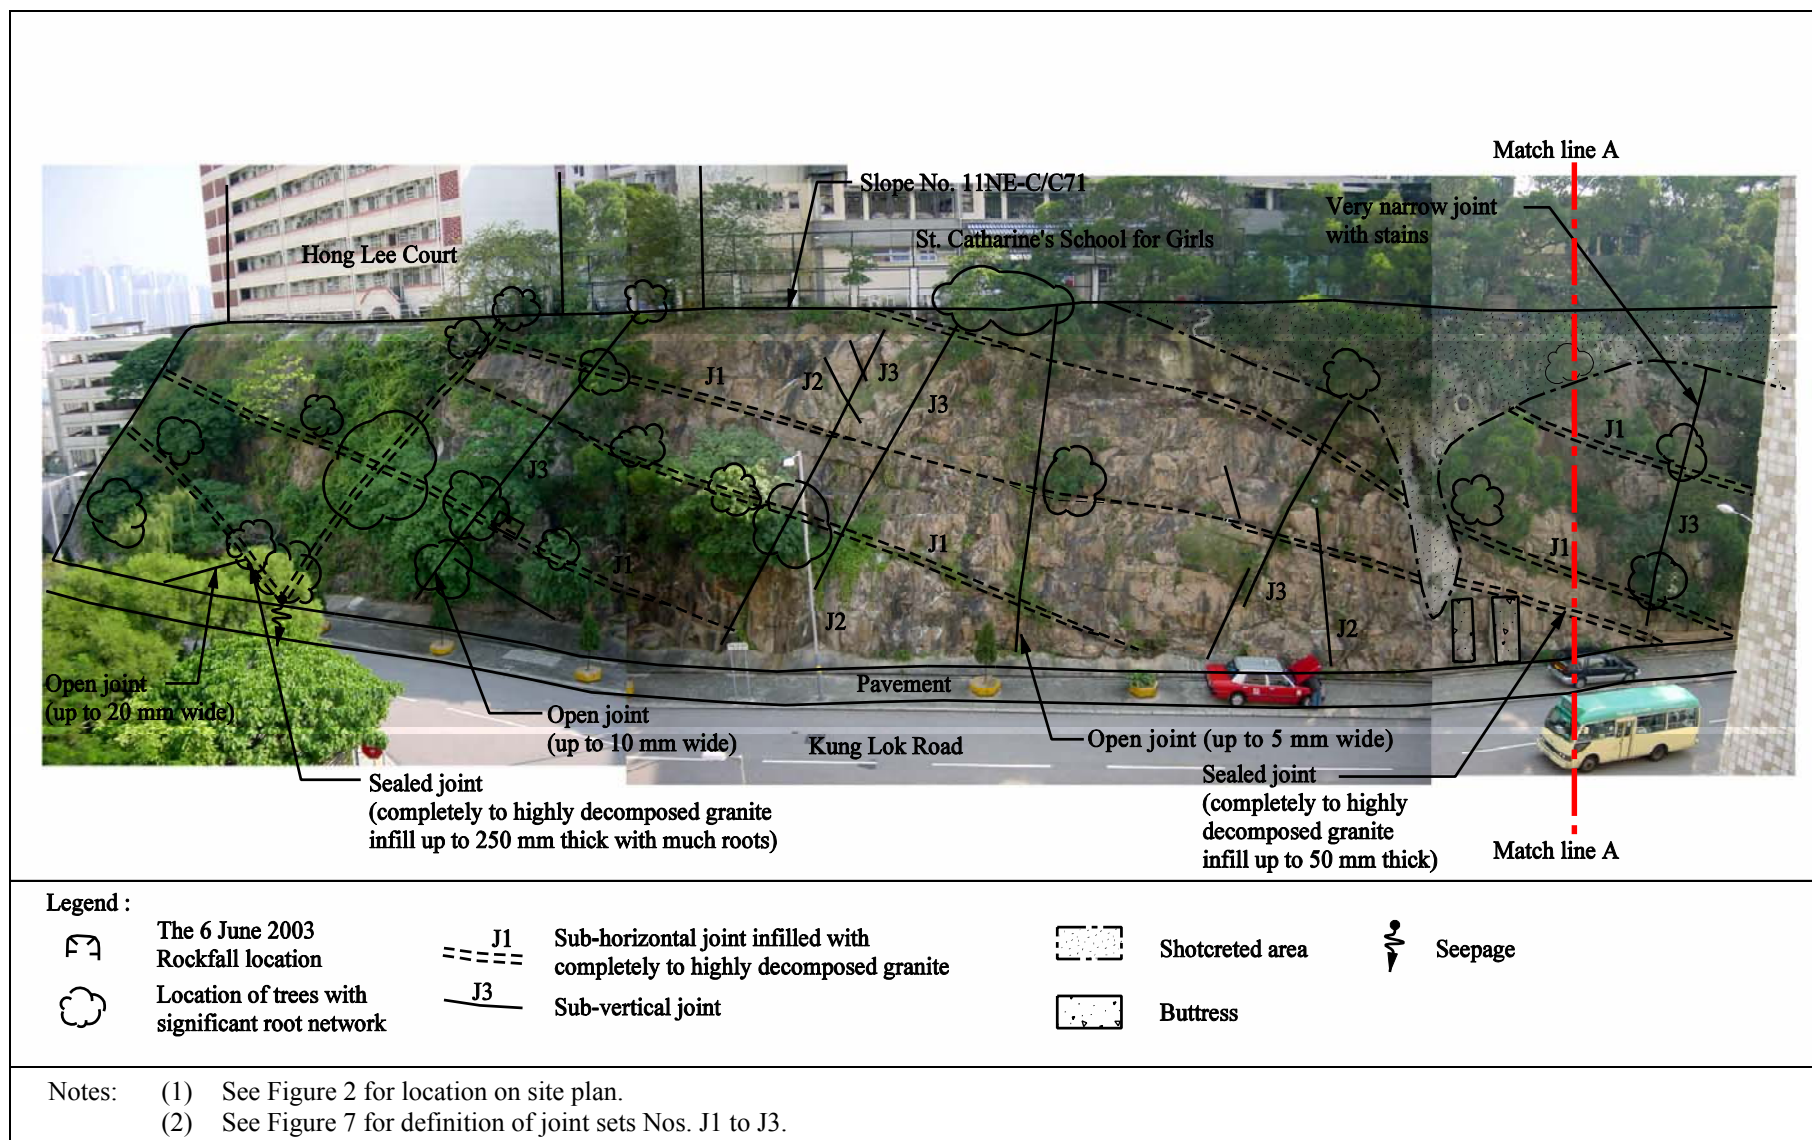 Match line A
Slope No. 11NE-C/C71
Very narrow joint
with stains
St. Catharine's School for Girls
Hong Lee Court
J1
J2
J3
J3
J1
J3
J3
J1
J1
J1
J3
J2
J2
Open joint
(up to 20 mm wide)
Pavement
Open joint
(up to 10 mm wide)
Kung Lok Road
Open joint (up to 5 mm wide)
Sealed joint
(completely to highly decomposed granite
infill up to 250 mm thick with much roots)
Sealed joint
(completely to highly
decomposed granite
infill up to 50 mm thick)
Match line A
Legend :
The 6 June 2003
Rockfall location
Location of trees with
significant root network
J1
Sub-horizontal joint infilled with
completely to highly decomposed granite
J3
Sub-vertical joint
Shotcreted area
Buttress
Seepage
Notes: (1) See Figure 2 for location on site plan.
(2) See Figure 7 for definition of joint sets Nos. J1 to J3.